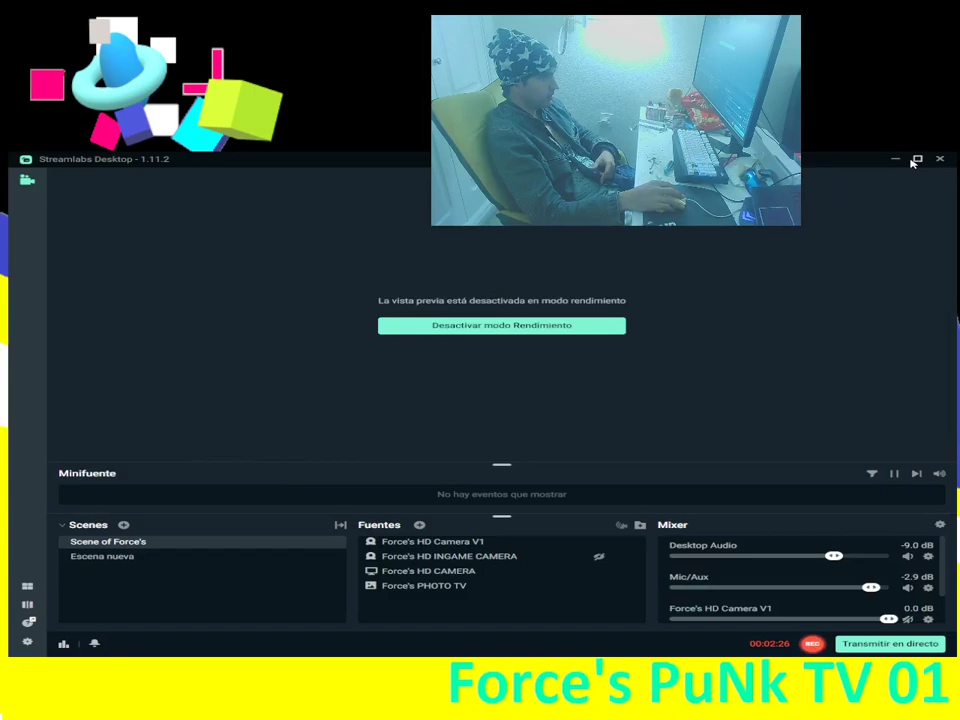 Streamlabs Desktop - 1.11.2
La vista previa está desactivada en modo rendimiento
Desactivar modo Rendimiento
Minifuente
No hay eventos que mostrar
Scenes
Scene of Force's
Escena nueva
Fuentes
Force's HD Camera V1
Force's HD INGAME CAMERA
Force's HD CAMERA
Force's PHOTO TV
Mixer
Desktop Audio -9.0 dB
Mic/Aux -2.9 dB
Force's HD Camera V1 0.0 dB
00:02:26 REC Transmitir en directo
Force's PuNk TV 01